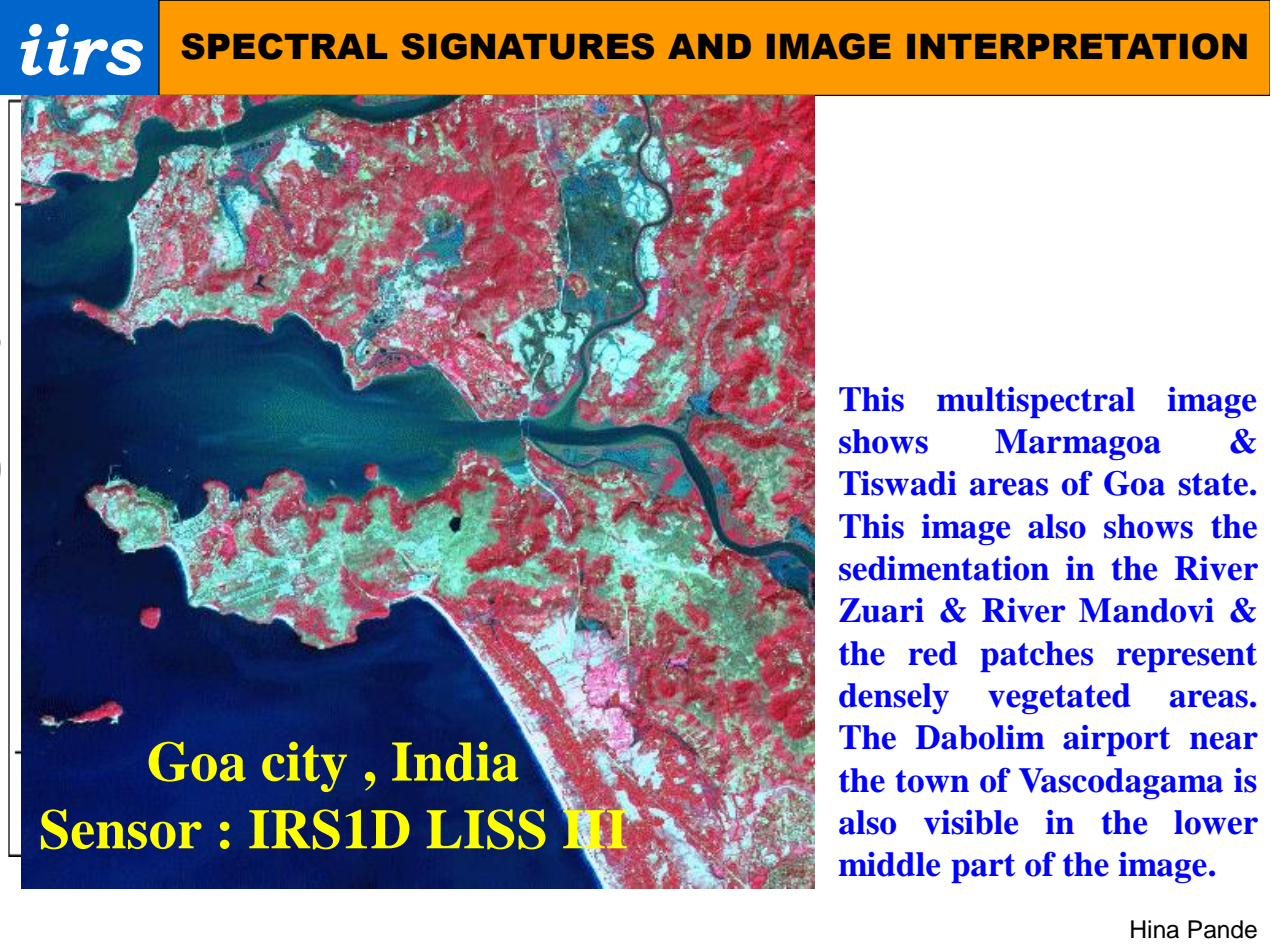 iirs
SPECTRAL SIGNATURES AND IMAGE INTERPRETATION
This multispectral image
shows Marmagoa &
Tiswadi areas of Goa state.
This image also shows the
sedimentation in the River
Zuari & River Mandovi &
the red patches represent
densely vegetated areas.
The Dabolim airport near
the town of Vascodagama is
also visible in the lower
middle part of the image.
Goa city , India
Sensor : IRS1D LISS III
Hina Pande